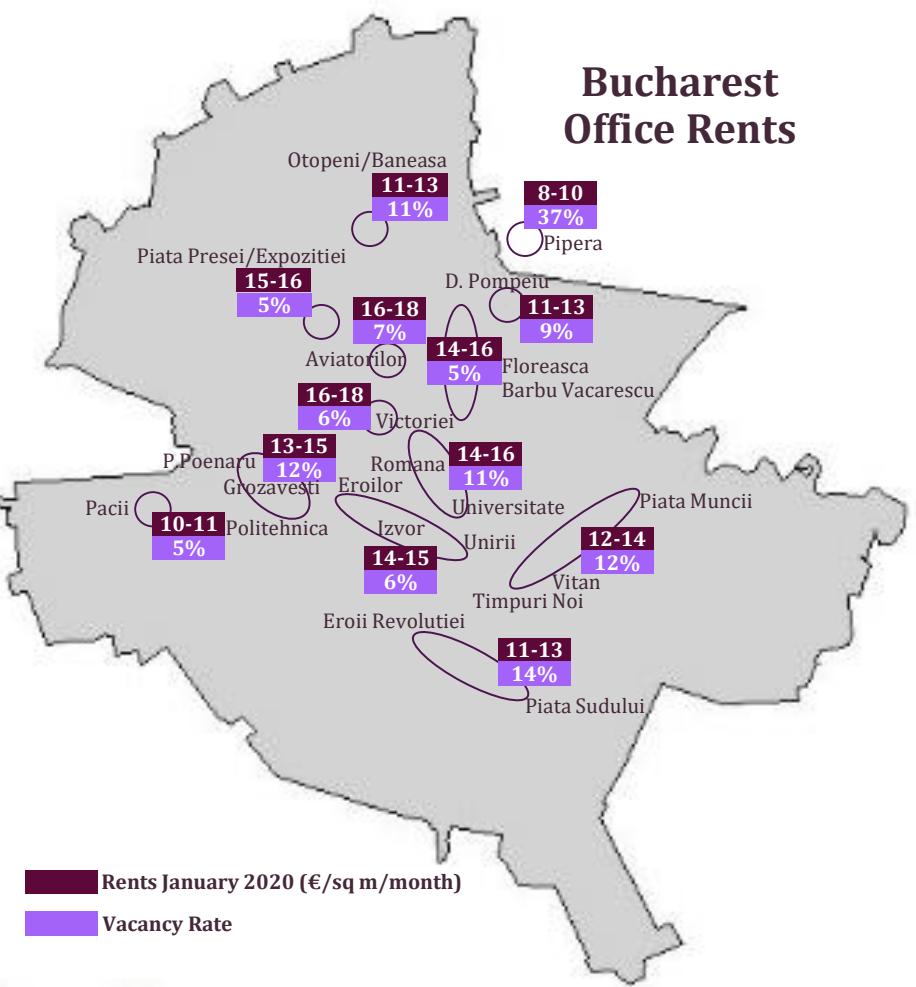 Bucharest
Office Rents
Otopeni/Baneasa
11-13
11%
8-10
37%
Pipera
Piata Presei/Expozitiei
15-16
5%
D. Pompeiu
11-13
9%
16-18
7%
Aviatorilor
14-16
5%
Floreasca
Barbu Vacarescu
16-18
6%
Victoriei
13-15
12%
P.Poenaru
Grozavesti
Politehnica
Romana
14-16
11%
Universitate
Pacii
10-11
5%
Eroilor
Izvor
Unirii
14-15
6%
Piata Muncii
12-14
12%
Vitan
Timpuri Noi
Eroii Revolutiei
11-13
14%
Piata Sudului
Rents January 2020 (€/sq m/month)
Vacancy Rate